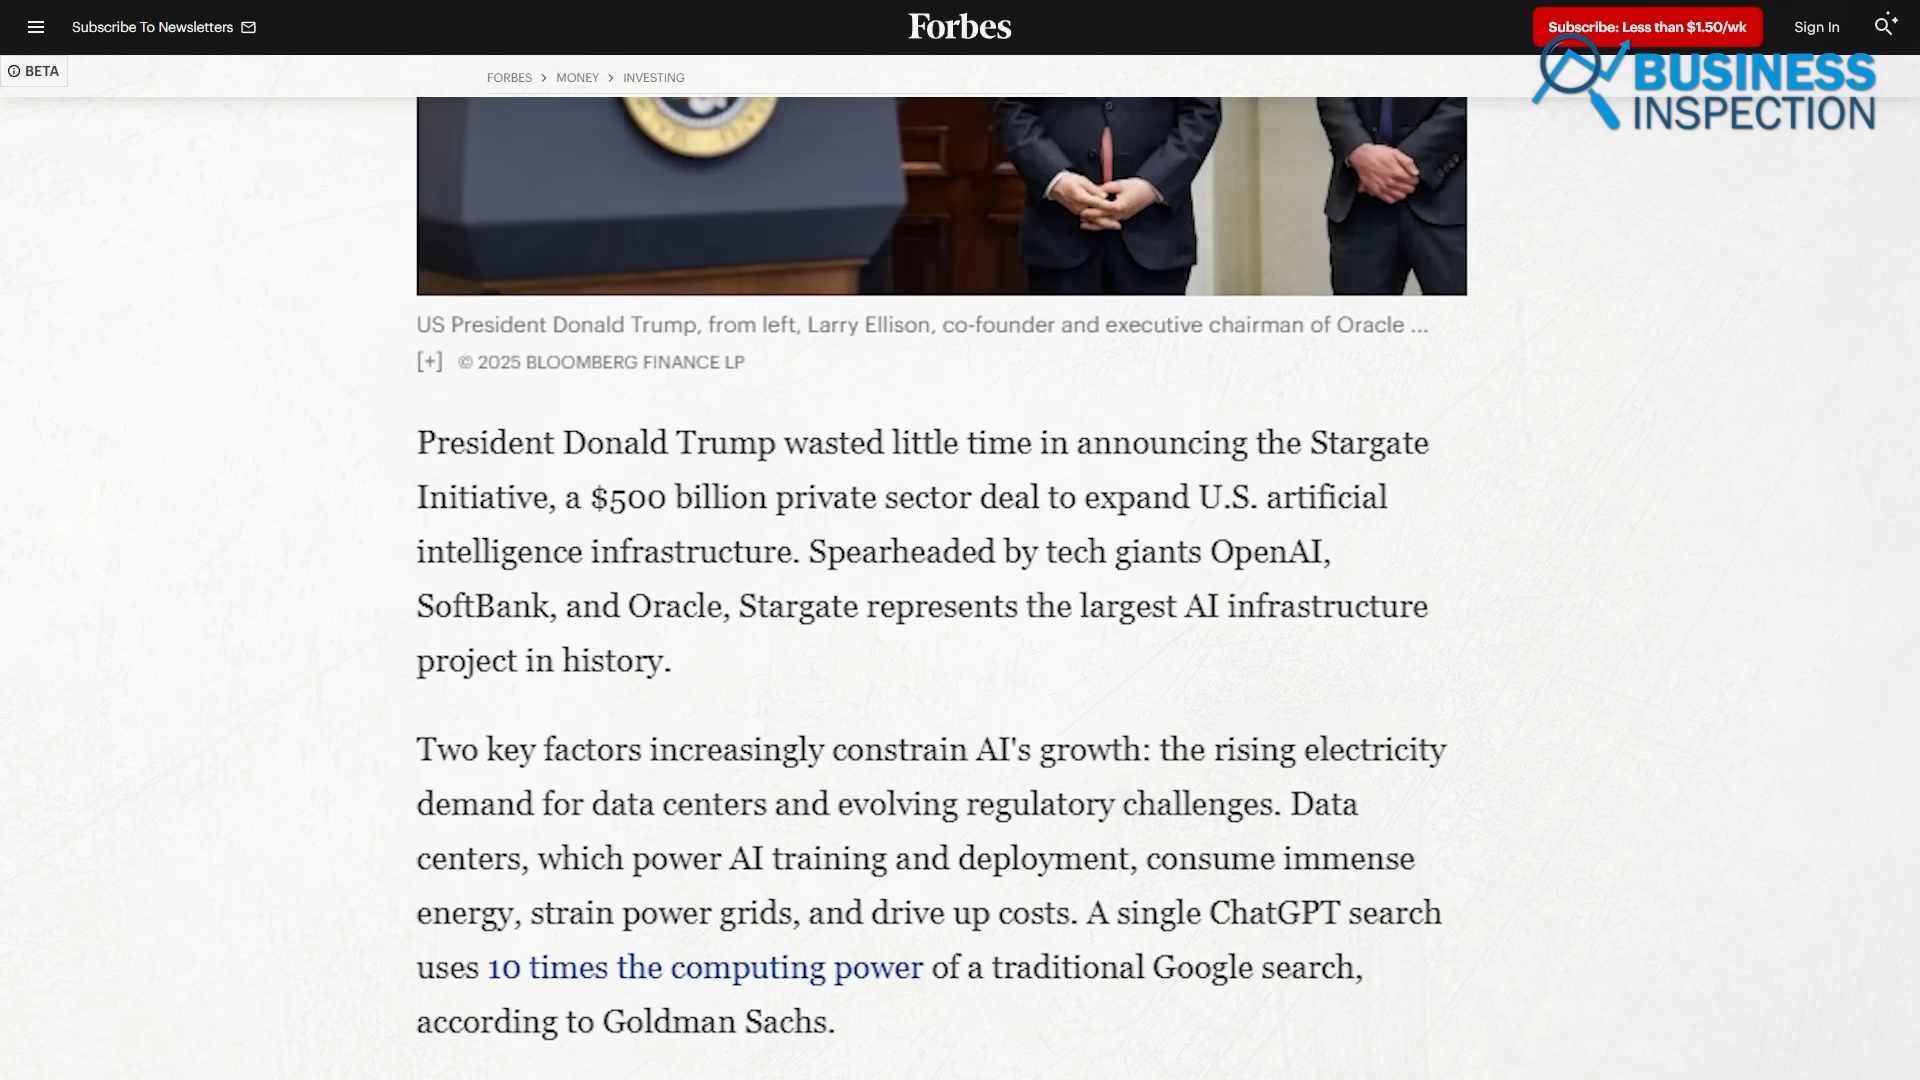 Subscribe To Newsletters
Forbes
Subscribe: Less than $1.50/wk
Sign In
BETA
FORBES > MONEY > INVESTING
BUSINESS
INSPECTION
US President Donald Trump, from left, Larry Ellison, co-founder and executive chairman of Oracle ...
[+] © 2025 BLOOMBERG FINANCE LP
President Donald Trump wasted little time in announcing the Stargate
Initiative, a $500 billion private sector deal to expand U.S. artificial
intelligence infrastructure. Spearheaded by tech giants OpenAI,
SoftBank, and Oracle, Stargate represents the largest AI infrastructure
project in history.
Two key factors increasingly constrain AI's growth: the rising electricity
demand for data centers and evolving regulatory challenges. Data
centers, which power AI training and deployment, consume immense
energy, strain power grids, and drive up costs. A single ChatGPT search
uses 10 times the computing power of a traditional Google search,
according to Goldman Sachs.